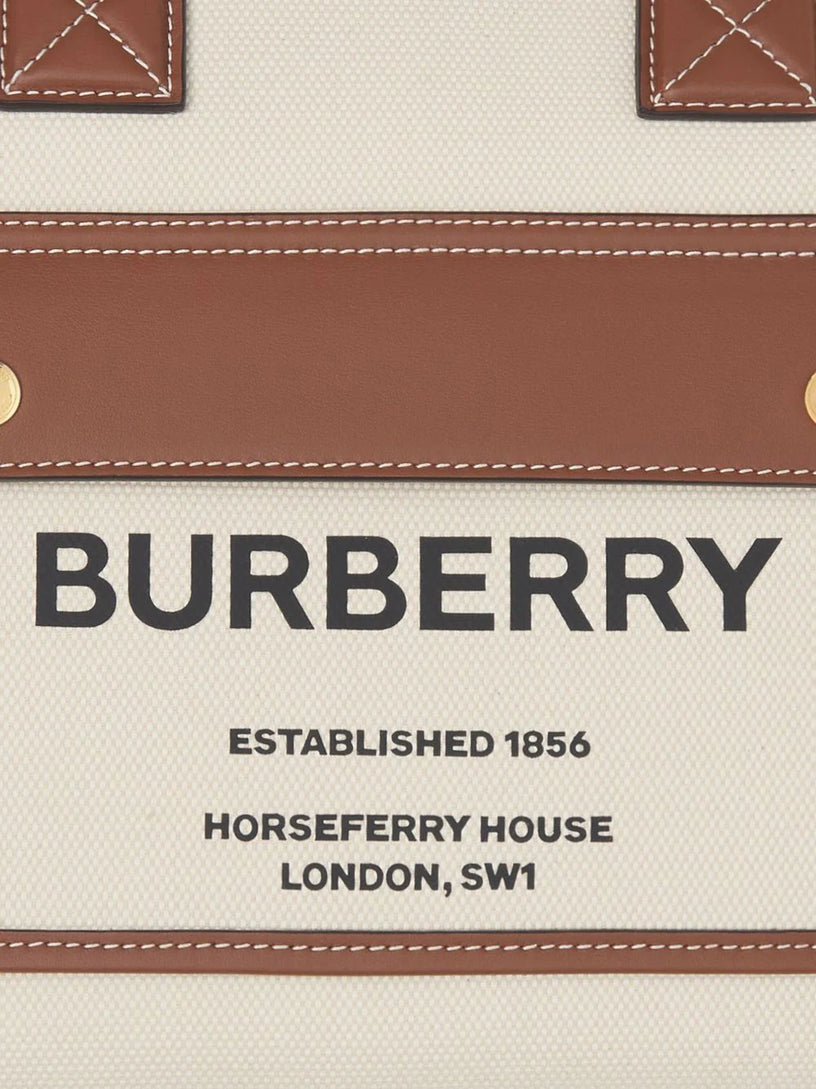 BURBERRY
ESTABLISHED 1856
HORSEFERRY HOUSE
LONDON, SW1